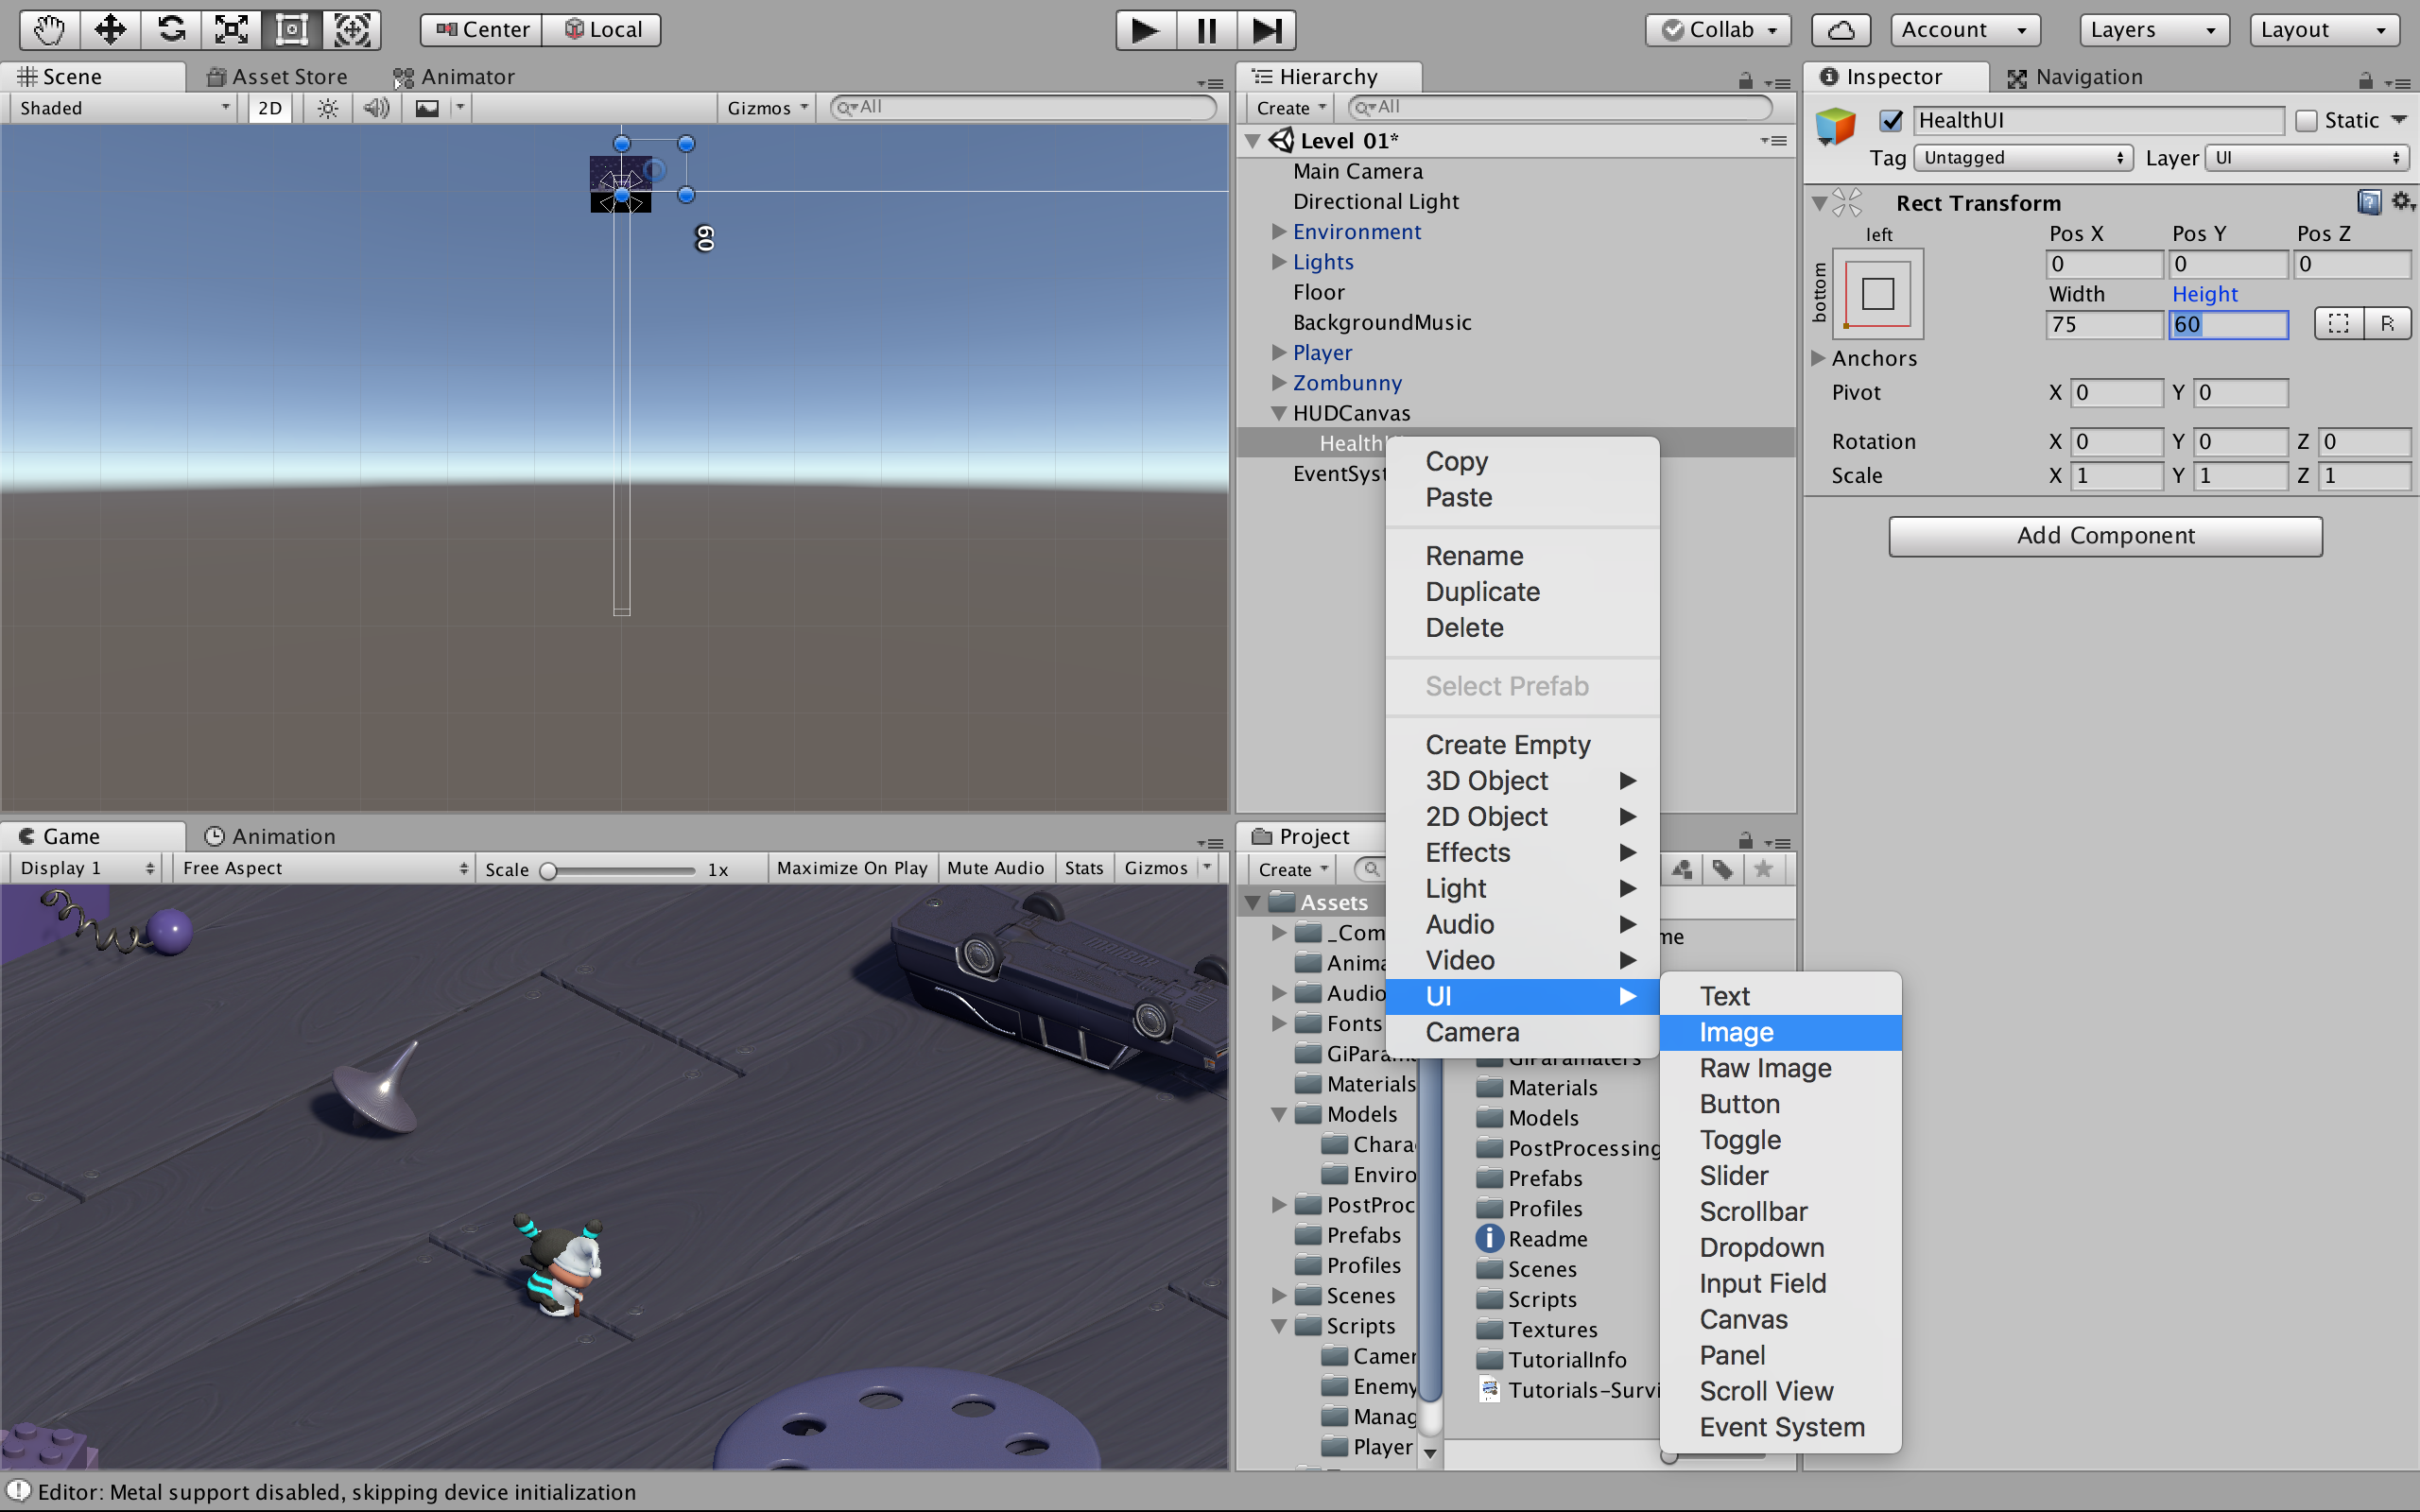 Center Local Collab Account Layers Layout
Scene Asset Store Animator
Shaded 2D Gizmos All
60
Hierarchy
Create All
Level 01*
Main Camera
Directional Light
Environment
Lights
Floor
BackgroundMusic
Player
Zombunny
HUDCanvas
HealthU
EventSyst
Copy
Paste
Rename
Duplicate
Delete
Select Prefab
Create Empty
3D Object
2D Object
Effects
Light
Audio
Video
UI
Camera
Text
Image
Raw Image
Button
Toggle
Slider
Scrollbar
Dropdown
Input Field
Canvas
Panel
Scroll View
Event System
Inspector Navigation
HealthUI Static
Tag Untagged Layer UI
Rect Transform
left Pos X Pos Y Pos Z
bottom 0 0 0
Width Height
75 60 R
Anchors
Pivot X 0 Y 0
Rotation X 0 Y 0 Z 0
Scale X 1 Y 1 Z 1
Add Component
Game Animation
Display 1 Free Aspect Scale 1x Maximize On Play Mute Audio Stats Gizmos
Project
Create
Assets
_Com
Anima
Audio
Fonts
GiParama
Materials
Models
Chara
Enviro
PostProc
Prefabs
Profiles
Scenes
Scripts
Camer
Enemy
Manag
Player
me
GiParamaters
Materials
Models
PostProcessing
Prefabs
Profiles
Readme
Scenes
Scripts
Textures
TutorialInfo
Tutorials-Survi
Editor: Metal support disabled, skipping device initialization